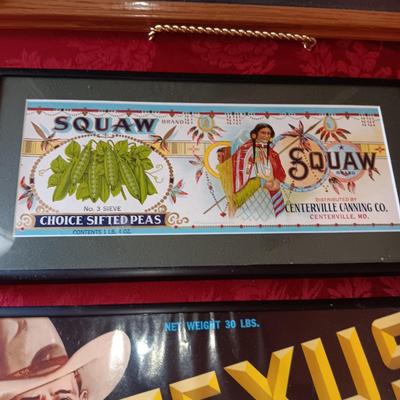 SQUAW
BRAND
No. 3 SIEVE
CHOICE SIFTED PEAS
CONTENTS 1 LB. 4 OZ.
SQUAW
BRAND
DISTRIBUTED BY
CENTERVILLE CANNING CO.
CENTERVILLE, MD.
NET WEIGHT 30 LBS.
TEXUS